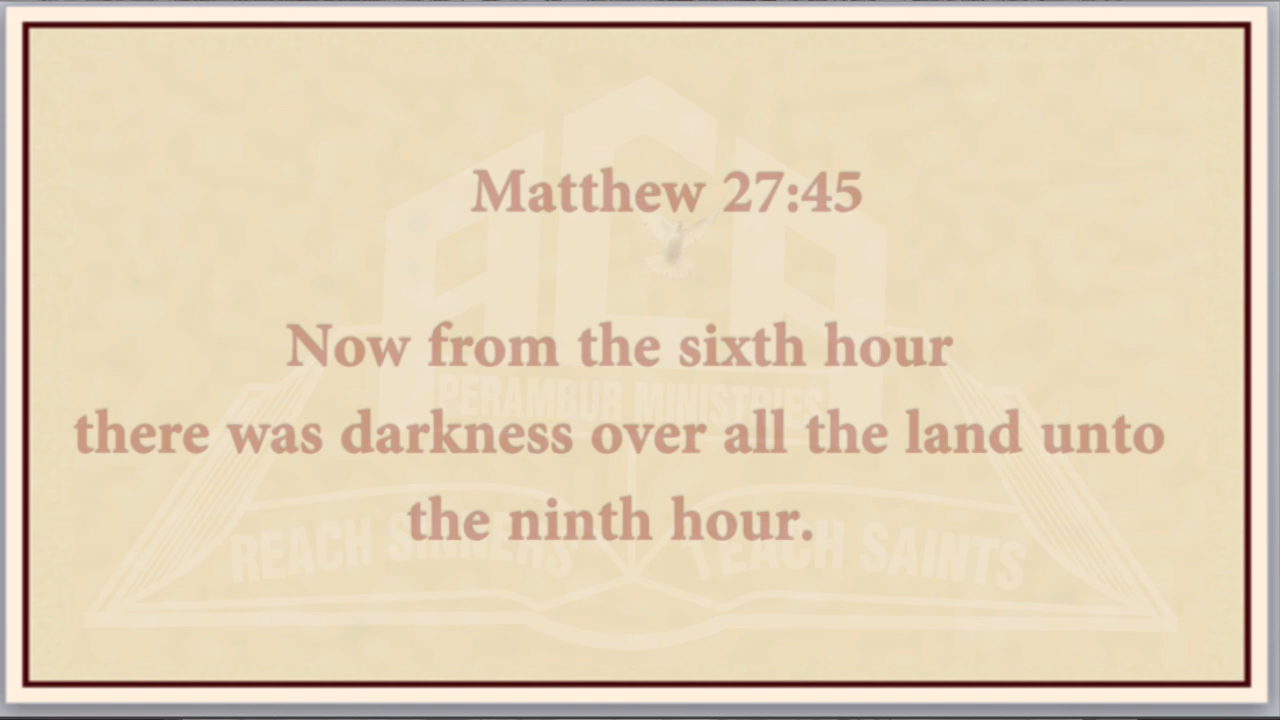 Matthew 27:45
Now from the sixth hour
PERAMBUR MINISTRIES
there was darkness over all the land unto
the ninth hour.
REACH SINNERS TEACH SAINTS